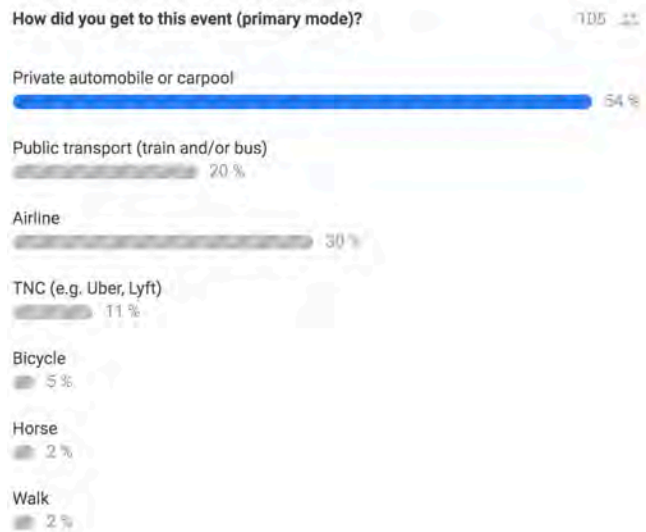 How did you get to this event (primary mode)?
105
Private automobile or carpool
54 %
Public transport (train and/or bus)
20 %
Airline
30 %
TNC (e.g. Uber, Lyft)
11 %
Bicycle
5 %
Horse
2 %
Walk
2 %